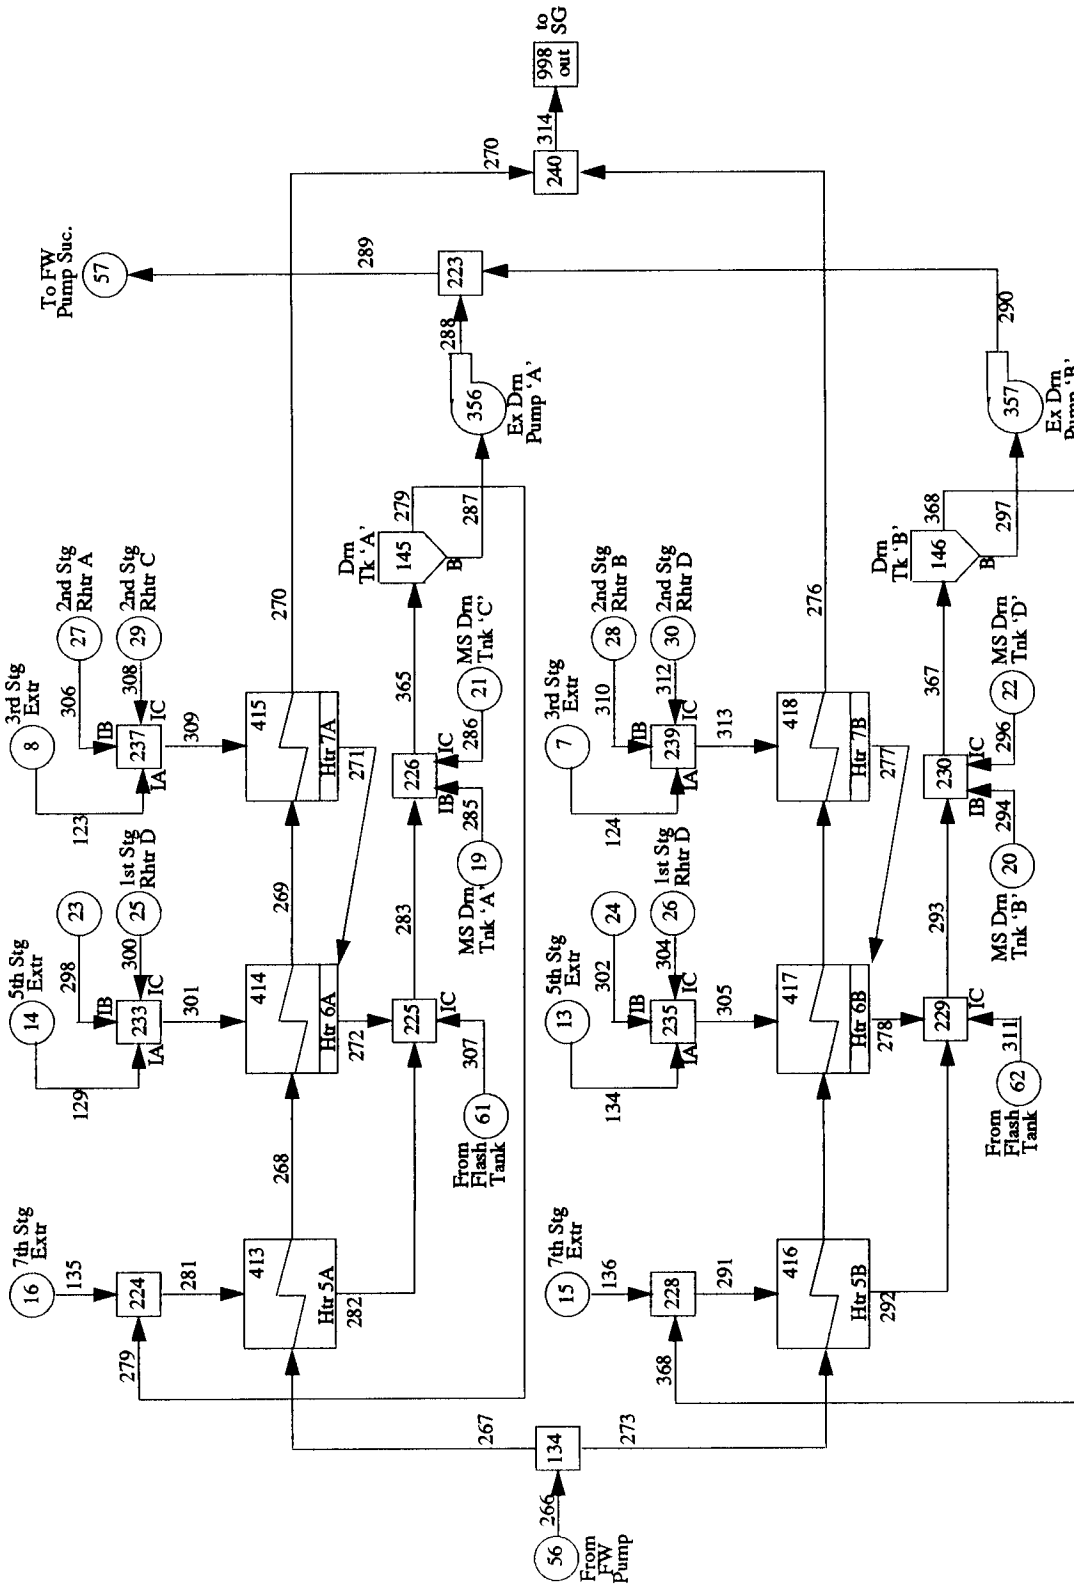 to
SG
998
out
314
240
270
To FW
Pump Suc.
57
289
223
288
290
356
Ex Drn
Pump ‘A’
357
Ex Drn
Pump ‘B’
279
287
Drn
Tk ‘A’
145
B
368
297
Drn
Tk ‘B’
146
B
270
276
3rd Stg
Extr
8
2nd Stg
Rhtr A
27
2nd Stg
Rhtr C
29
306
308
IB
IC
237
IA
309
123
415
Htr 7A
271
365
MS Drn
Tnk ‘C’
21
286
IC
226
IB
285
19
MS Drn
Tnk ‘A’
3rd Stg
Extr
7
2nd Stg
Rhtr B
28
2nd Stg
Rhtr D
30
310
312
IB
IC
239
IA
313
124
418
Htr 7B
277
367
MS Drn
Tnk ‘D’
22
296
IC
230
IB
294
20
MS Drn
Tnk ‘B’
5th Stg
Extr
14
23
1st Stg
Rhtr D
25
298
300
IB
IC
233
IA
301
129
269
414
Htr 6A
272
283
225
IC
307
61
From
Flash
Tank
5th Stg
Extr
13
24
1st Stg
Rhtr D
26
302
304
IB
IC
235
IA
305
134
417
Htr 6B
278
293
229
IC
311
62
From
Flash
Tank
7th Stg
Extr
16
135
224
281
279
268
413
Htr 5A
282
7th Stg
Extr
15
136
228
291
368
416
Htr 5B
292
267
273
134
266
56
From
FW
Pump